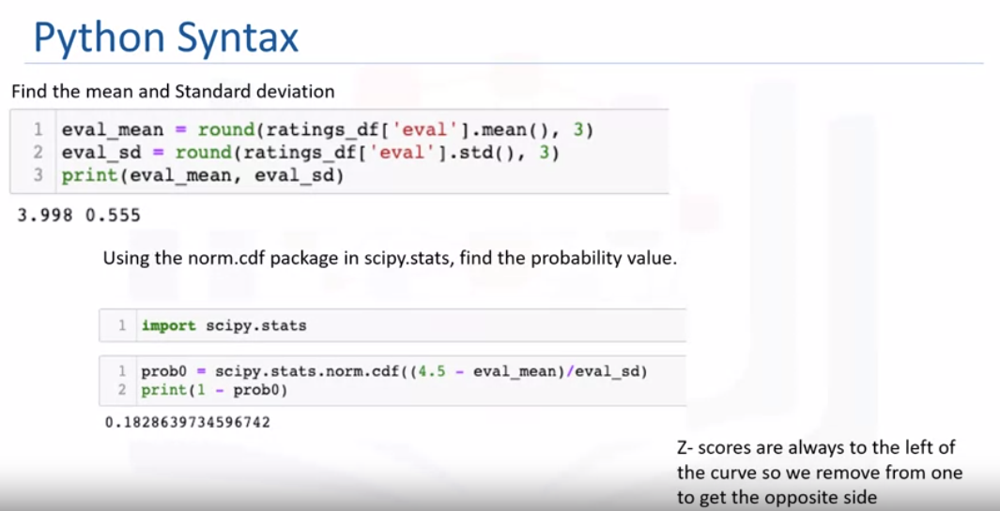 Python Syntax
Find the mean and Standard deviation
1 eval_mean = round(ratings_df['eval'].mean(), 3)
2 eval_sd = round(ratings_df['eval'].std(), 3)
3 print(eval_mean, eval_sd)
3.998 0.555
Using the norm.cdf package in scipy.stats, find the probability value.
1 import scipy.stats
1 prob0 = scipy.stats.norm.cdf((4.5 - eval_mean)/eval_sd)
2 print(1 - prob0)
0.1828639734596742
Z- scores are always to the left of
the curve so we remove from one
to get the opposite side